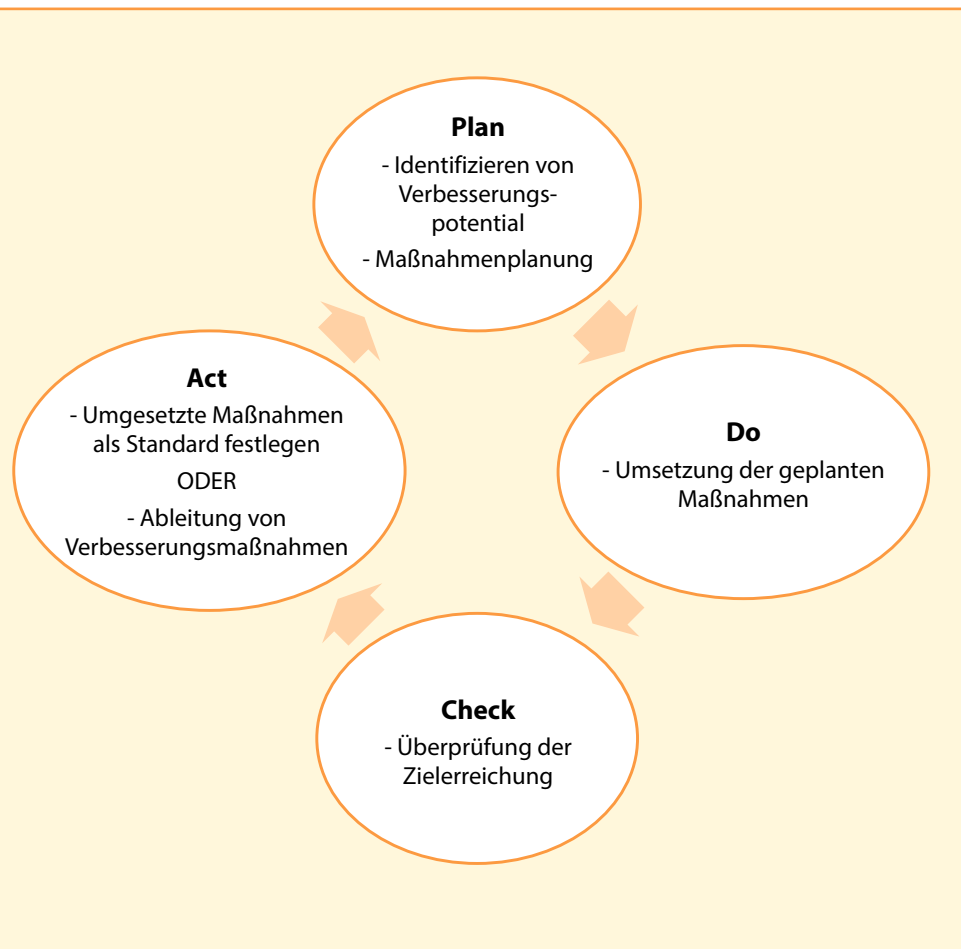 Plan
- Identifizieren von
Verbesserungs-
potential
- Maßnahmenplanung
Do
- Umsetzung der geplanten
Maßnahmen
Check
- Überprüfung der
Zielerreichung
Act
- Umgesetzte Maßnahmen
als Standard festlegen
ODER
- Ableitung von
Verbesserungsmaßnahmen